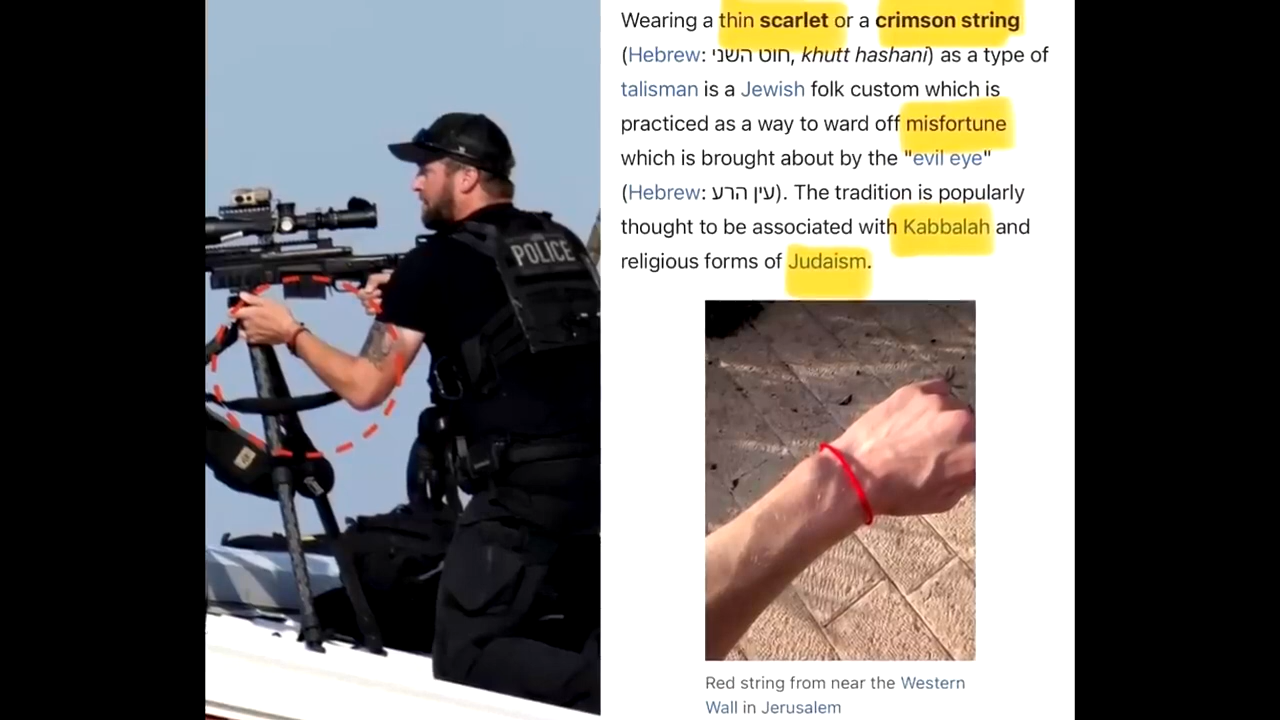 POLICE
Wearing a thin scarlet or a crimson string
(Hebrew: חוט השני, khutt hashani) as a type of
talisman is a Jewish folk custom which is
practiced as a way to ward off misfortune
which is brought about by the "evil eye"
(Hebrew: עין הרע). The tradition is popularly
thought to be associated with Kabbalah and
religious forms of Judaism.
Red string from near the Western
Wall in Jerusalem